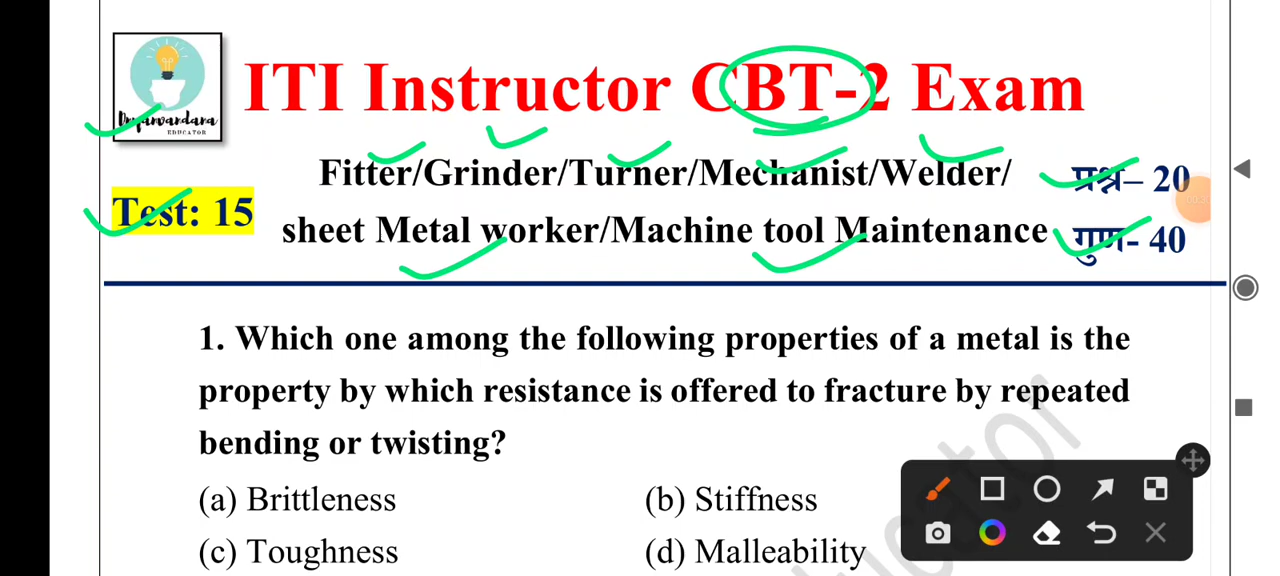 ITI Instructor CBT-2 Exam
Dnyanvandana
EDUCATOR
Fitter/Grinder/Turner/Mechanist/Welder/
प्रश्न– 20
Test: 15
sheet Metal worker/Machine tool Maintenance
गुण- 40
1. Which one among the following properties of a metal is the
property by which resistance is offered to fracture by repeated
bending or twisting?
(a) Brittleness
(b) Stiffness
(c) Toughness
(d) Malleability